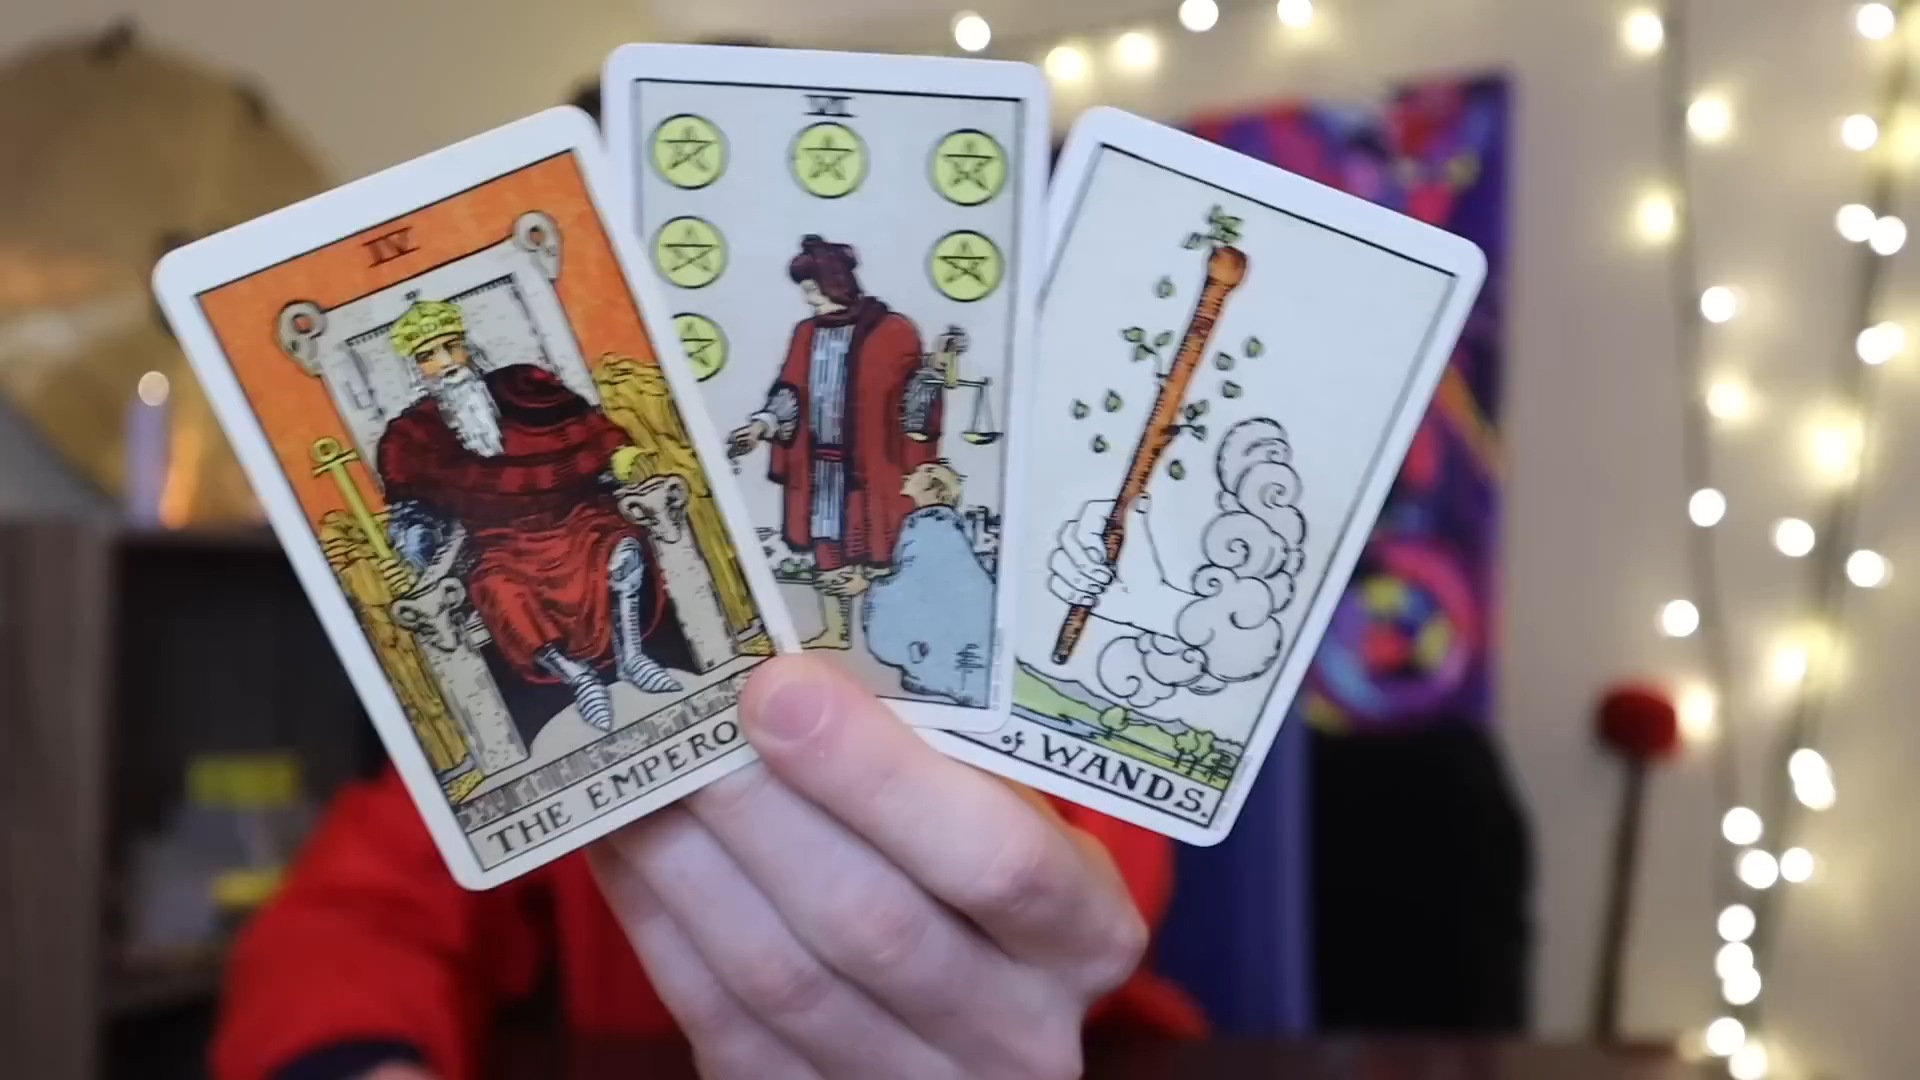 IV
THE EMPERO
VI
of WANDS.